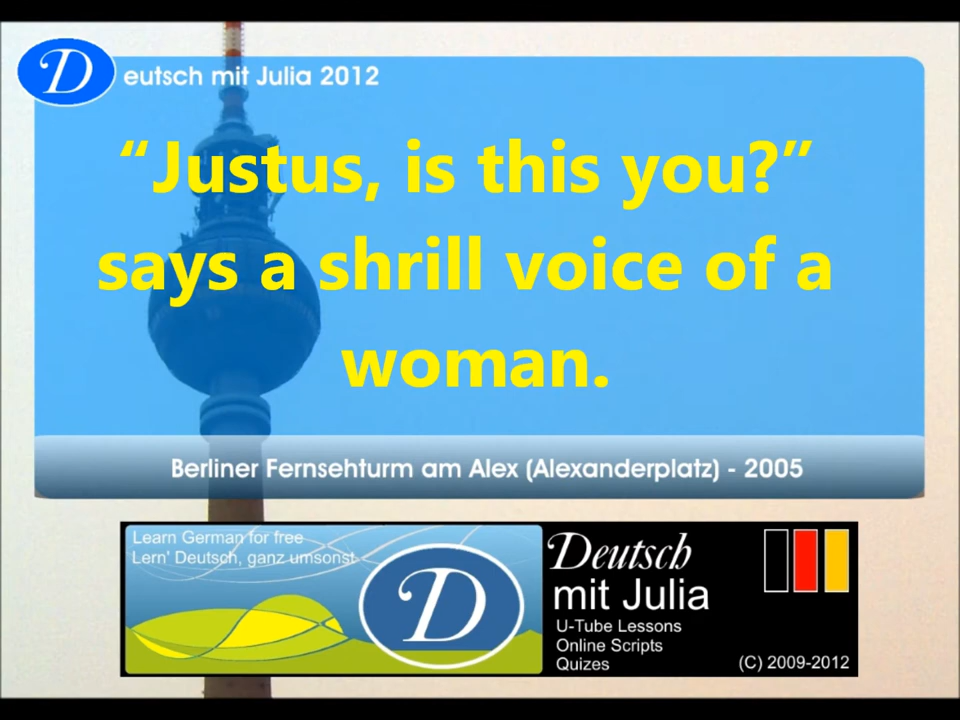 Deutsch mit Julia 2012
“Justus, is this you?”
says a shrill voice of a
woman.
Berliner Fernsehturm am Alex (Alexanderplatz) - 2005
Learn German for free
Lern' Deutsch, ganz umsonst
D
Deutsch
mit Julia
U-Tube Lessons
Online Scripts
Quizes
(C) 2009-2012